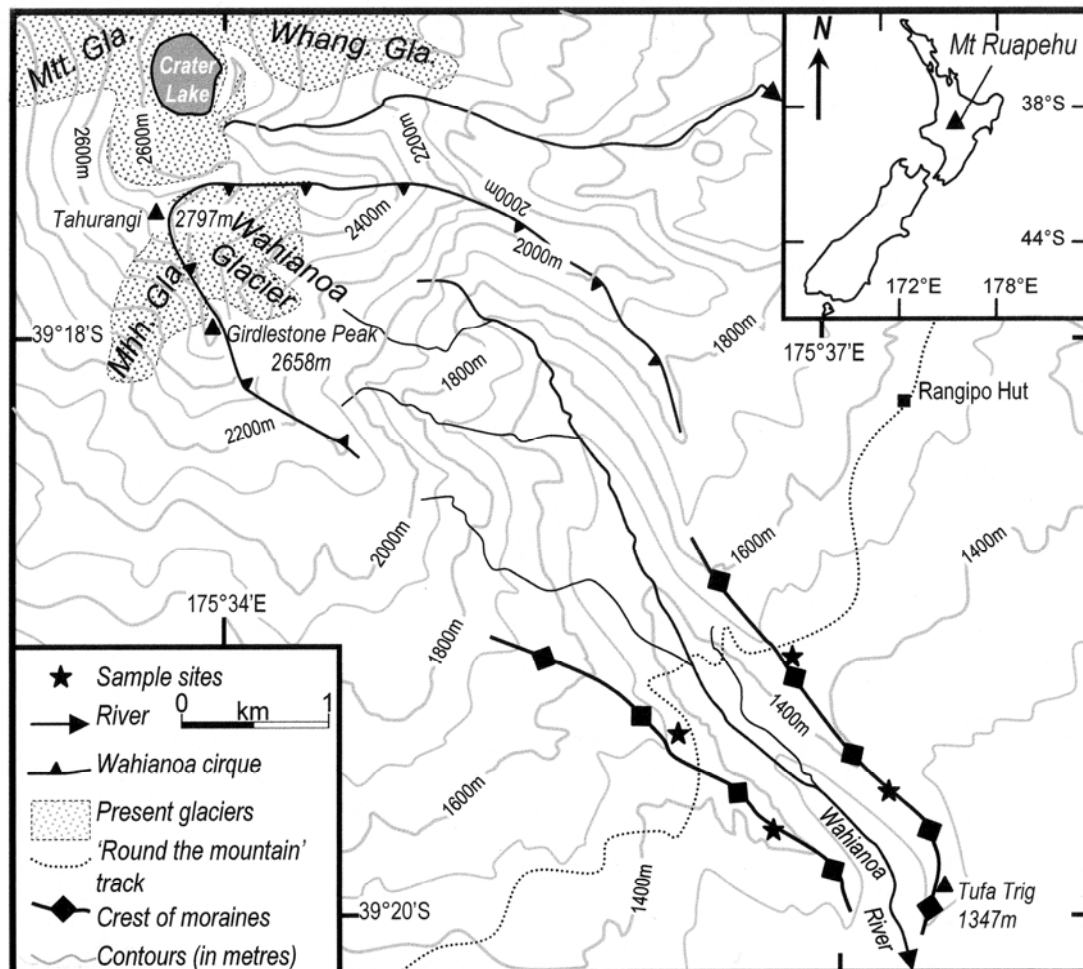 Mtt. Gla.
Whang. Gla.
Crater
Lake
2600m
2600m
2200m
2000m
Tahurangi
2797m
Wahianoa
Glacier
2400m
2000m
Mhh. Gla.
39°18'S
Girdlestone Peak
2658m
1800m
1800m
2200m
N
Mt Ruapehu
38°S
44°S
172°E
178°E
175°37'E
Rangipo Hut
2000m
1600m
1400m
175°34'E
1800m
1400m
1600m
1400m
Wahianoa
River
Tufa Trig
1347m
39°20'S
Sample sites
River
0 km 1
Wahianoa cirque
Present glaciers
'Round the mountain'
track
Crest of moraines
Contours (in metres)